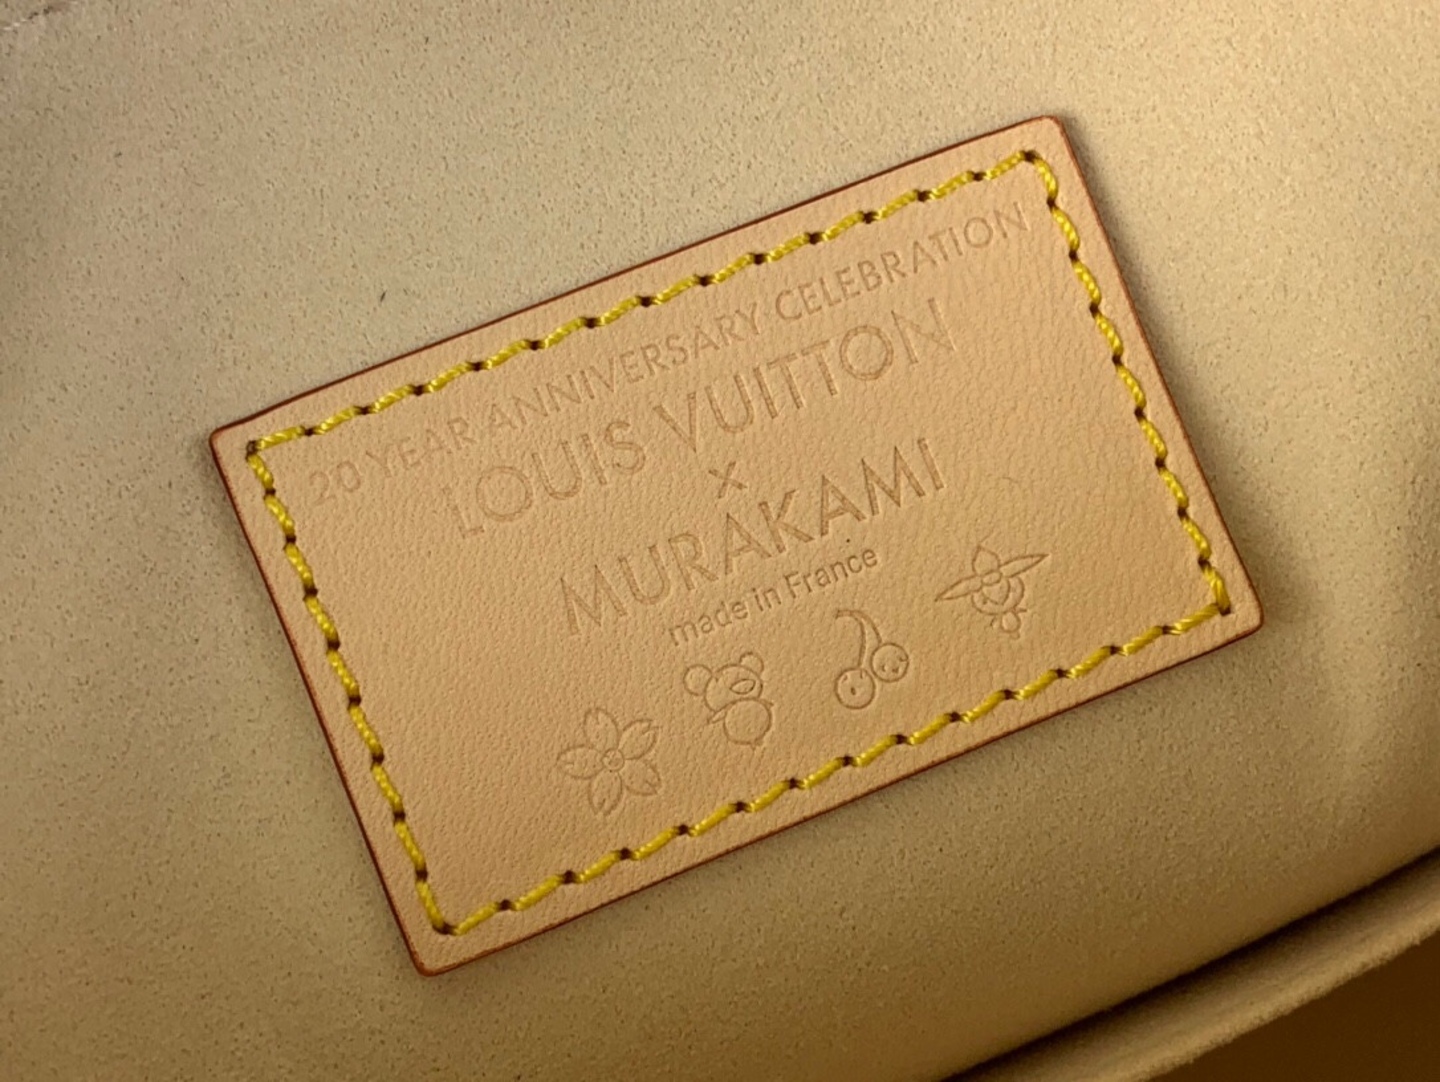 20 YEAR ANNIVERSARY CELEBRATION
LOUIS VUITTON
×
MURAKAMI
made in France